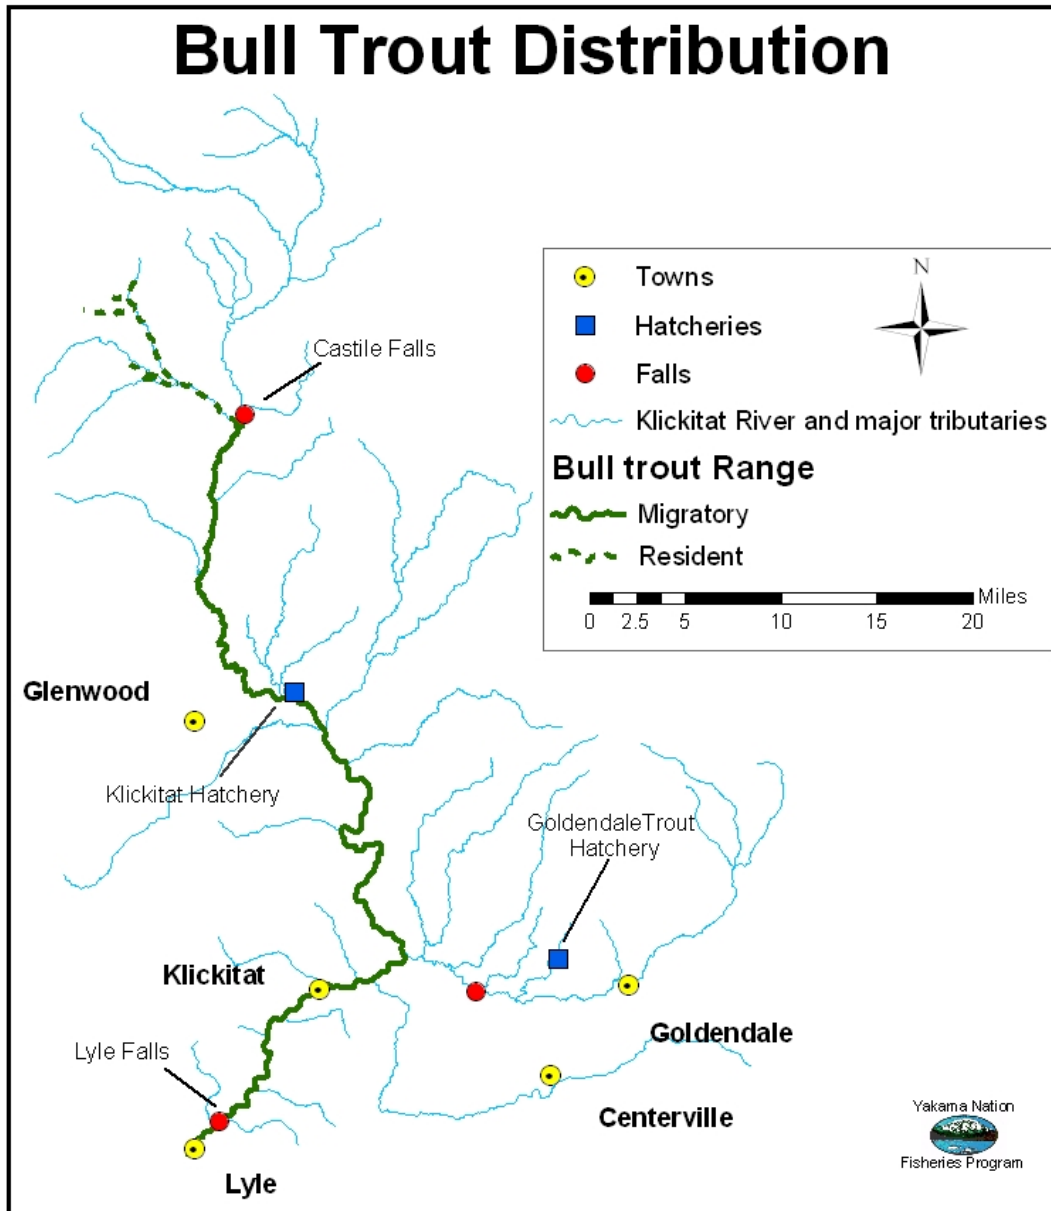 Bull Trout Distribution
N
Towns
Hatcheries
Falls
Klickitat River and major tributaries
Bull trout Range
Migratory
Resident
Miles
0 2.5 5 10 15 20
Castile Falls
Glenwood
Klickitat Hatchery
GoldendaleTrout
Hatchery
Klickitat
Goldendale
Lyle Falls
Centerville
Lyle
Yakama Nation
Fisheries Program